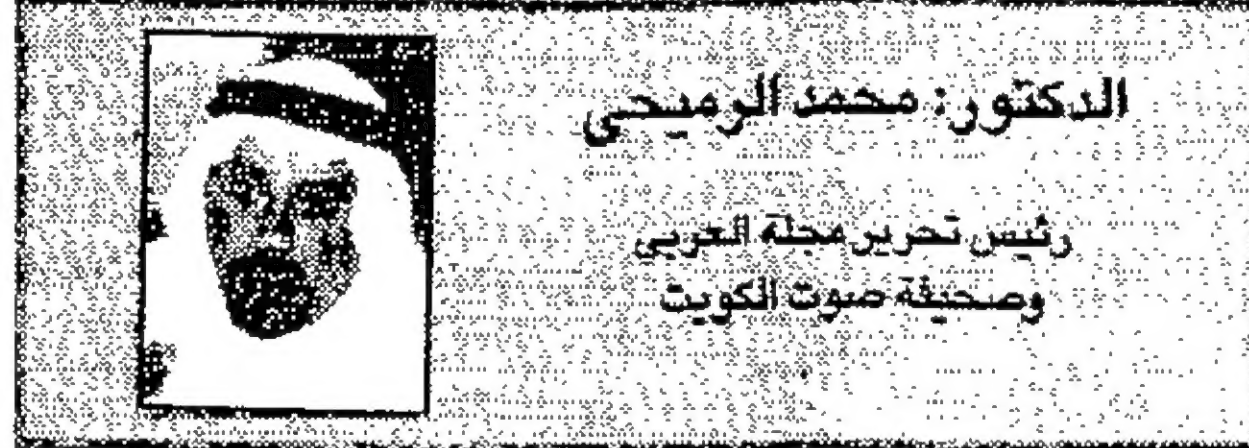 الدكتور: محمد الرميحي
رئيس تحرير مجلة العربي
وصحيفة صوت الكويت